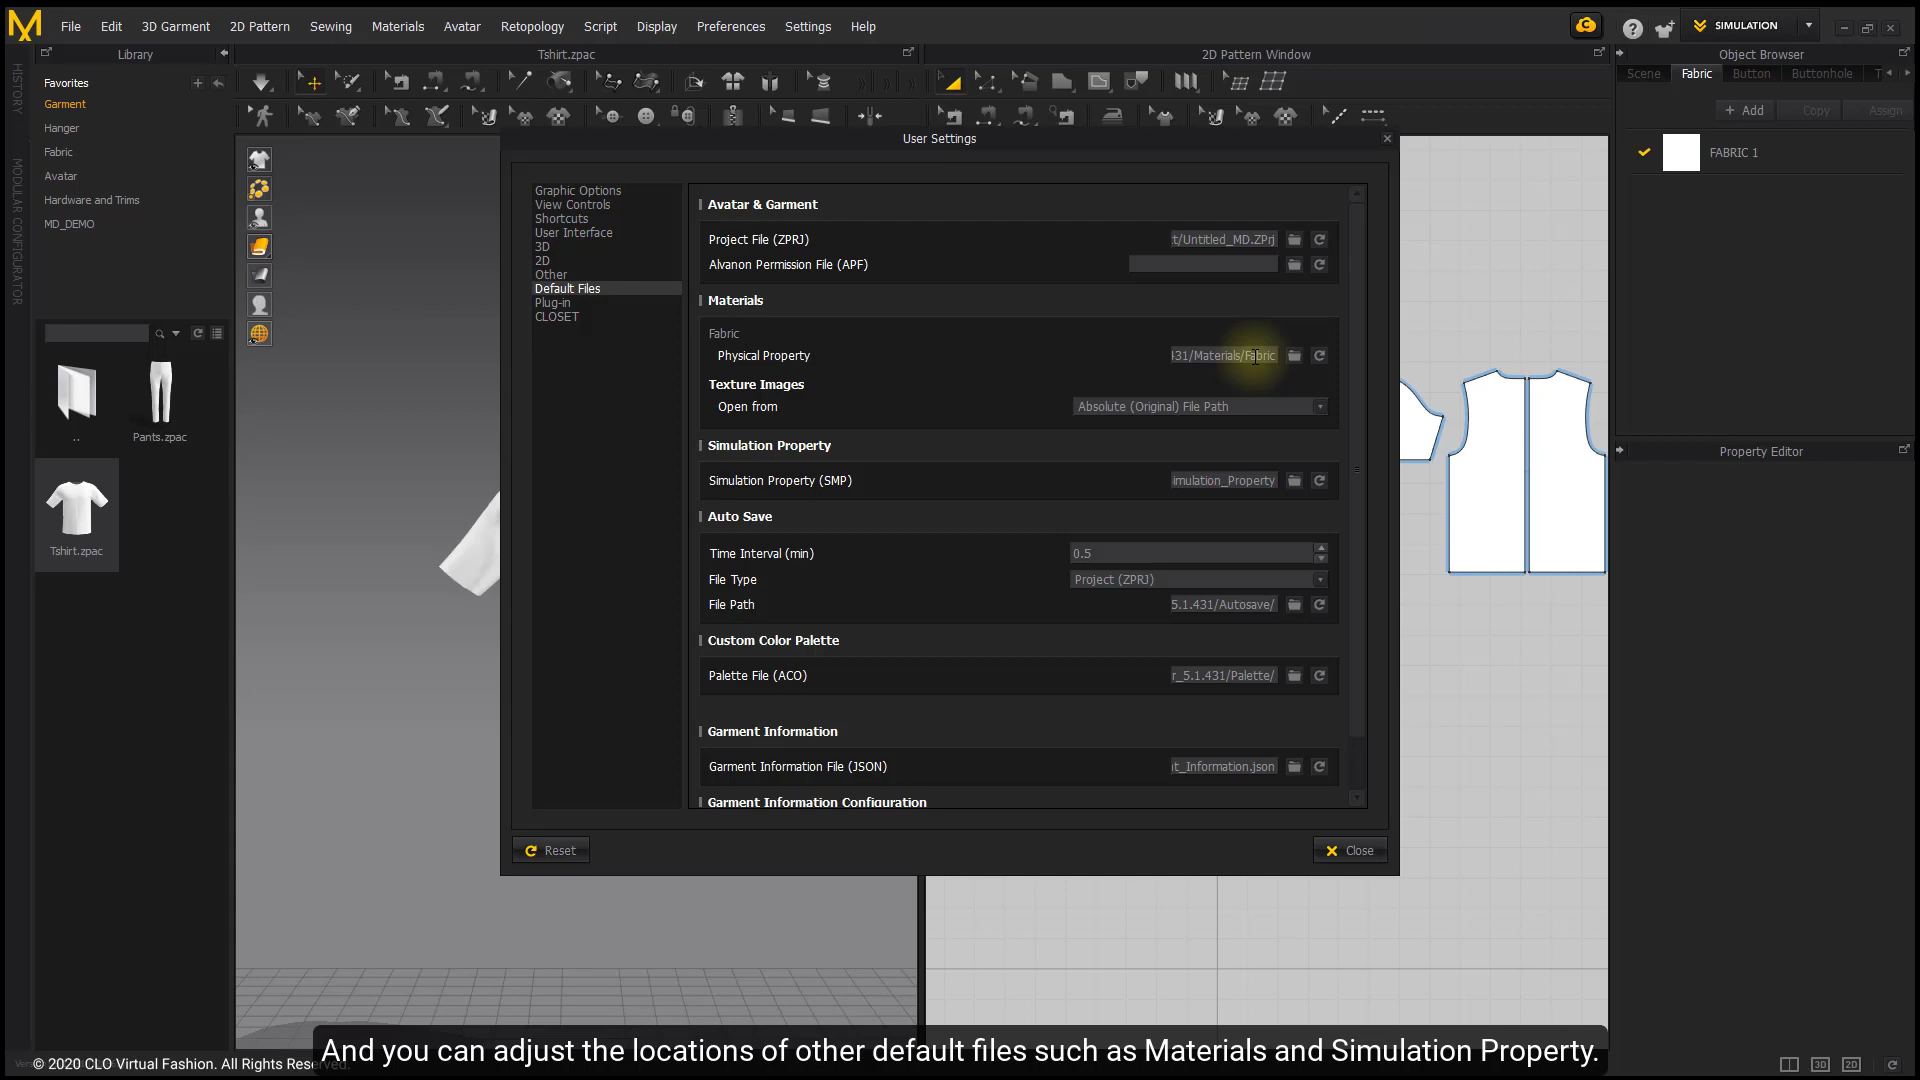 File Edit 3D Garment 2D Pattern Sewing Materials Avatar Retopology Script Display Preferences Settings Help
SIMULATION
Library
Tshirt.zpac
2D Pattern Window
Object Browser
HISTORY
MODULAR CONFIGURATOR
Favorites
Garment
Hanger
Fabric
Avatar
Hardware and Trims
MD_DEMO
..
Pants.zpac
Tshirt.zpac
Scene Fabric Button Buttonhole T
+ Add Copy Assign
FABRIC 1
Property Editor
User Settings
Graphic Options
View Controls
Shortcuts
User Interface
3D
2D
Other
Default Files
Plug-in
CLOSET
Avatar & Garment
Project File (ZPRJ) t/Untitled_MD.ZPrj
Alvanon Permission File (APF)
Materials
Fabric
Physical Property 431/Materials/Fabric
Texture Images
Open from Absolute (Original) File Path
Simulation Property
Simulation Property (SMP) imulation_Property
Auto Save
Time Interval (min) 0.5
File Type Project (ZPRJ)
File Path 5.1.431/Autosave/
Custom Color Palette
Palette File (ACO) r_5.1.431/Palette/
Garment Information
Garment Information File (JSON) t_Information.json
Garment Information Configuration
Reset
Close
And you can adjust the locations of other default files such as Materials and Simulation Property.
© 2020 CLO Virtual Fashion. All Rights Reserved.
3D 2D